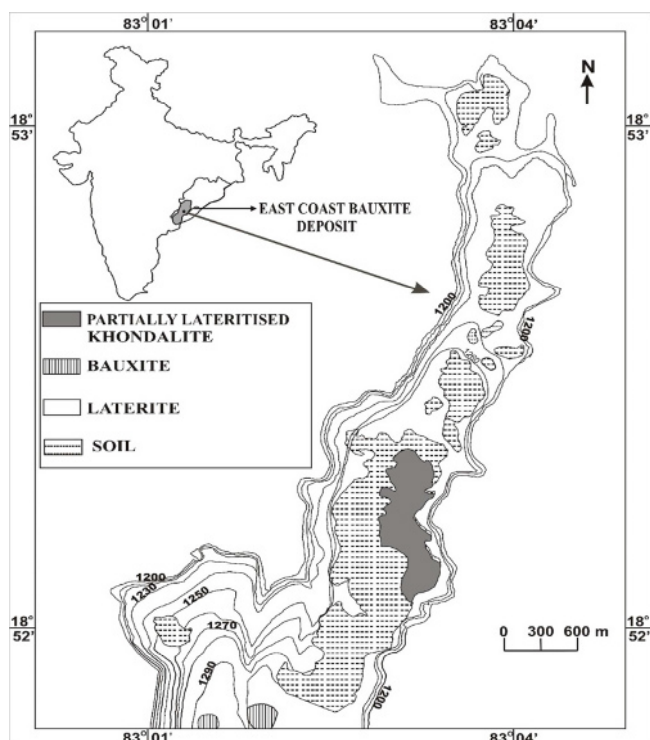 83° 01'
83° 04'
18°
53'
18°
53'
N
EAST COAST BAUXITE
DEPOSIT
1200
1200
PARTIALLY LATERITISED
KHONDALITE
BAUXITE
LATERITE
SOIL
1200
1230
1250
1270
1290
1200
18°
52'
18°
52'
0 300 600 m
83° 01'
83° 04'